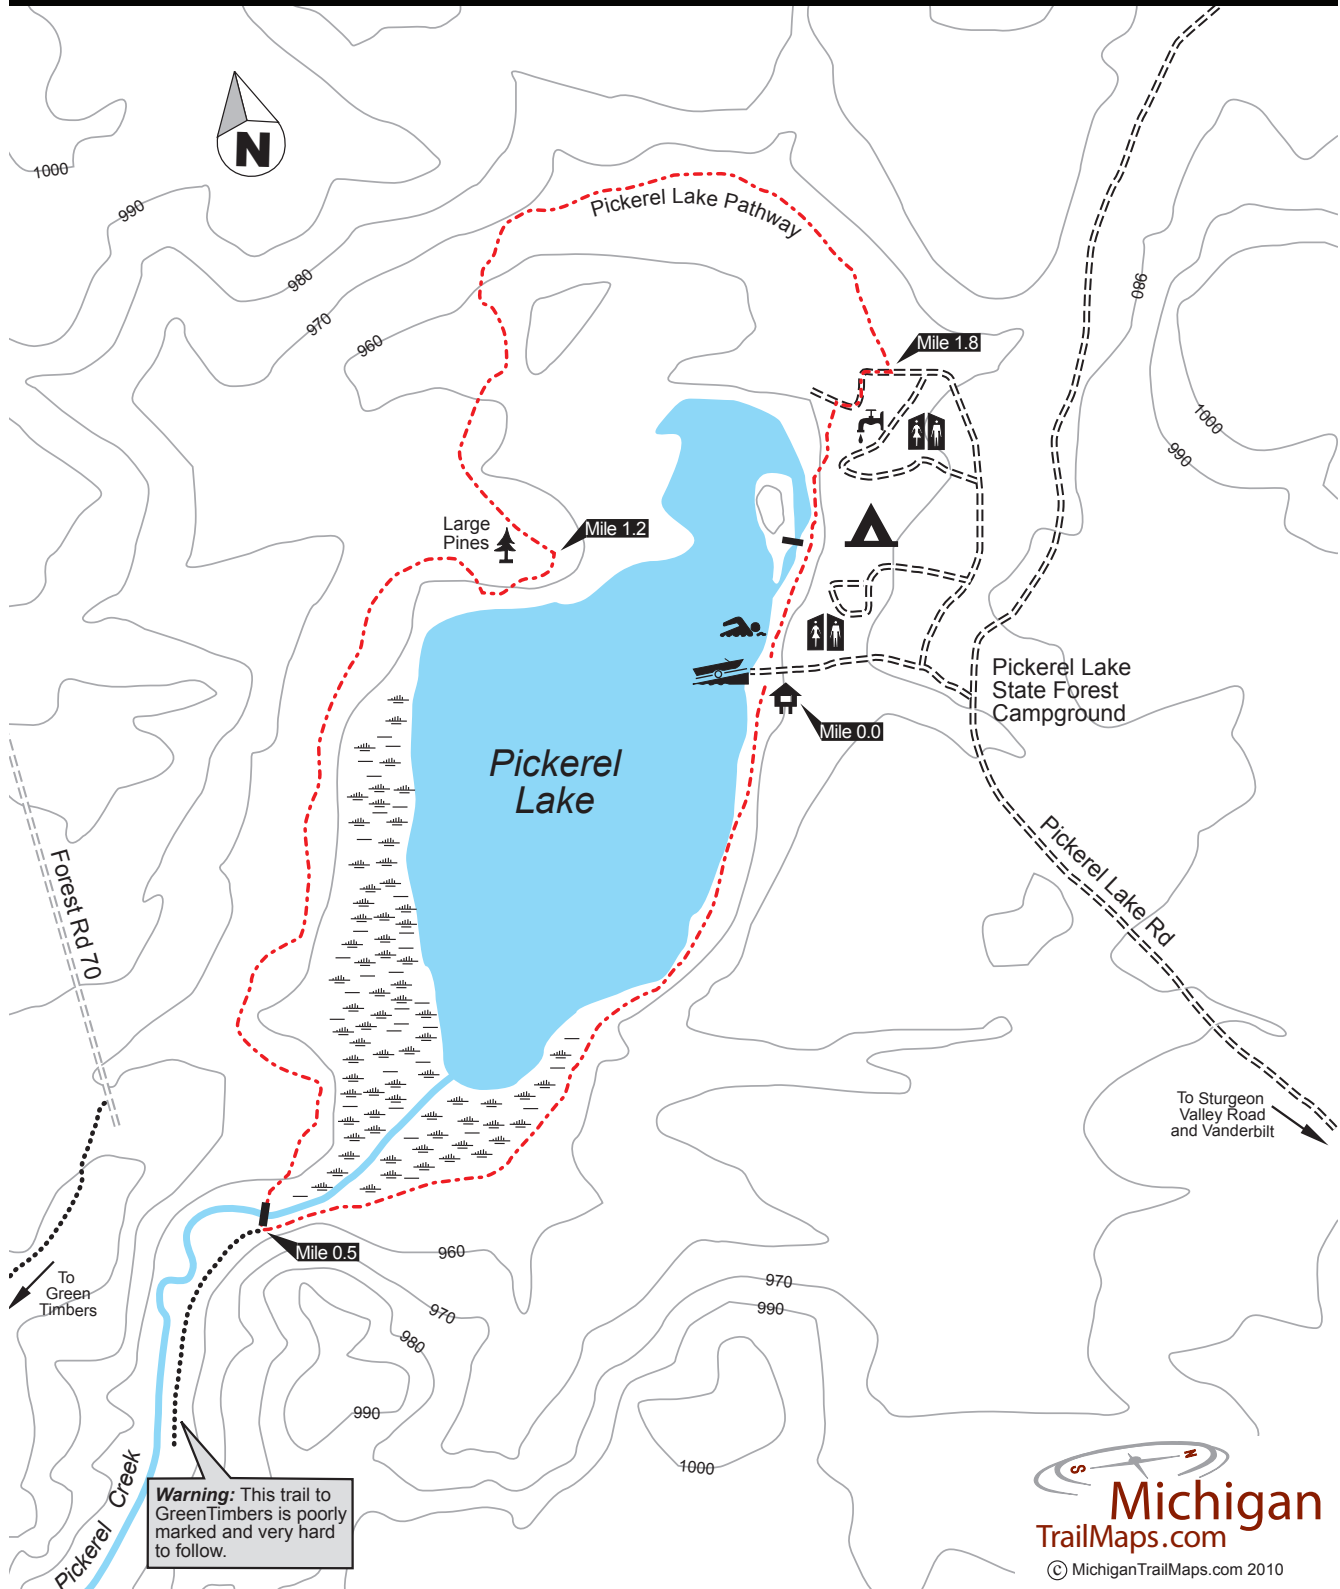 N
1000
990
980
970
960
Pickerel Lake Pathway
980
Mile 1.8
1000
990
Large
Pines
Mile 1.2
Pickerel Lake
State Forest
Campground
Mile 0.0
Pickerel
Lake
Pickerel Lake Rd
Forest Rd 70
To Sturgeon
Valley Road
and Vanderbilt
Mile 0.5
960
To
Green
Timbers
970
980
990
970
990
1000
Pickerel Creek
Warning: This trail to
GreenTimbers is poorly
marked and very hard
to follow.
S N
Michigan
TrailMaps.com
© MichiganTrailMaps.com 2010